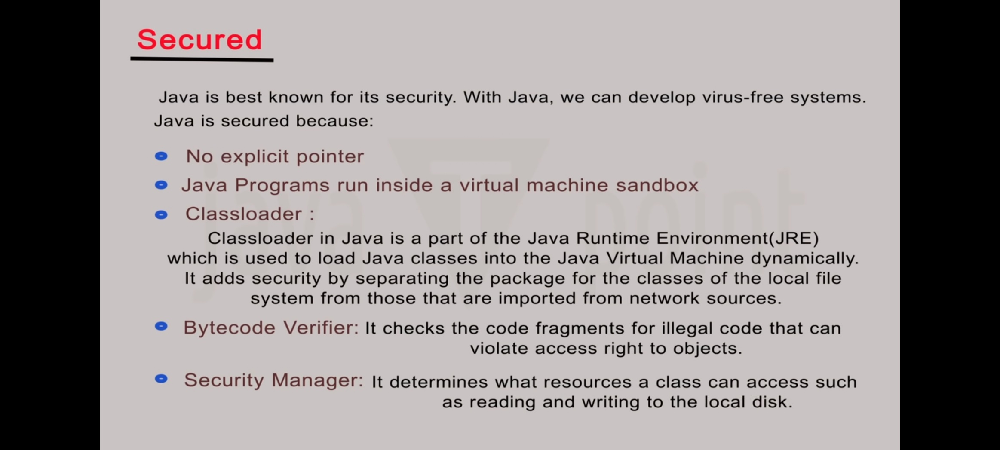 Secured
Java is best known for its security. With Java, we can develop virus-free systems.
Java is secured because:
No explicit pointer
Java Programs run inside a virtual machine sandbox
Classloader :
Classloader in Java is a part of the Java Runtime Environment(JRE)
which is used to load Java classes into the Java Virtual Machine dynamically.
It adds security by separating the package for the classes of the local file
system from those that are imported from network sources.
Bytecode Verifier: It checks the code fragments for illegal code that can
violate access right to objects.
Security Manager: It determines what resources a class can access such
as reading and writing to the local disk.
java T point